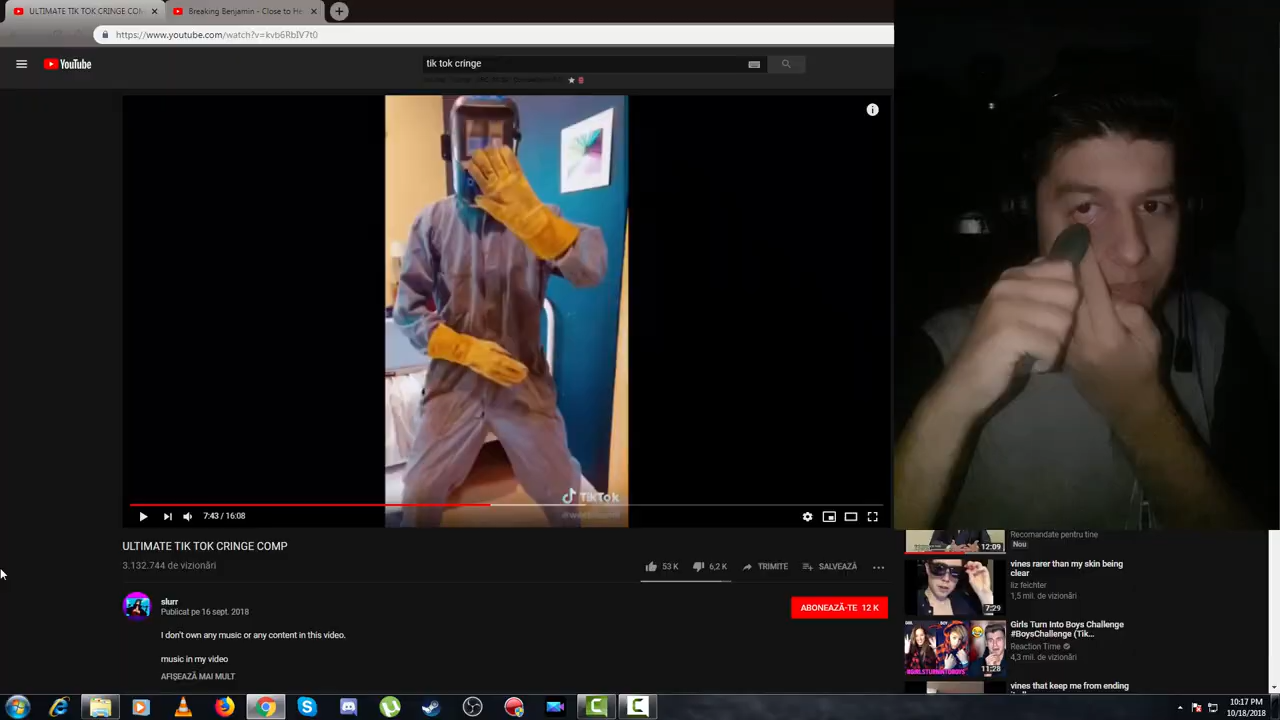 ULTIMATE TIK TOK CRINGE COM
Breaking Benjamin - Close to He
https://www.youtube.com/watch?v=kvb6RbIV7t0
YouTube
tik tok cringe
TikTok
7:43 / 16:08
ULTIMATE TIK TOK CRINGE COMP
3.132.744 de vizionări
53 K
6,2 K
TRIMITE
SALVEAZĂ
slurr
Publicat pe 16 sept. 2018
ABONEAZĂ-TE 12 K
I don't own any music or any content in this video.
music in my video
AFIȘEAZĂ MAI MULT
Recomandate pentru tine
Nou
12:09
vines rarer than my skin being
clear
liz feichter
1,5 mil. de vizionări
7:29
Girls Turn Into Boys Challenge
#BoysChallenge (Tik...
Reaction Time
4,3 mil. de vizionări
11:28
vines that keep me from ending
10:17 PM
10/18/2018